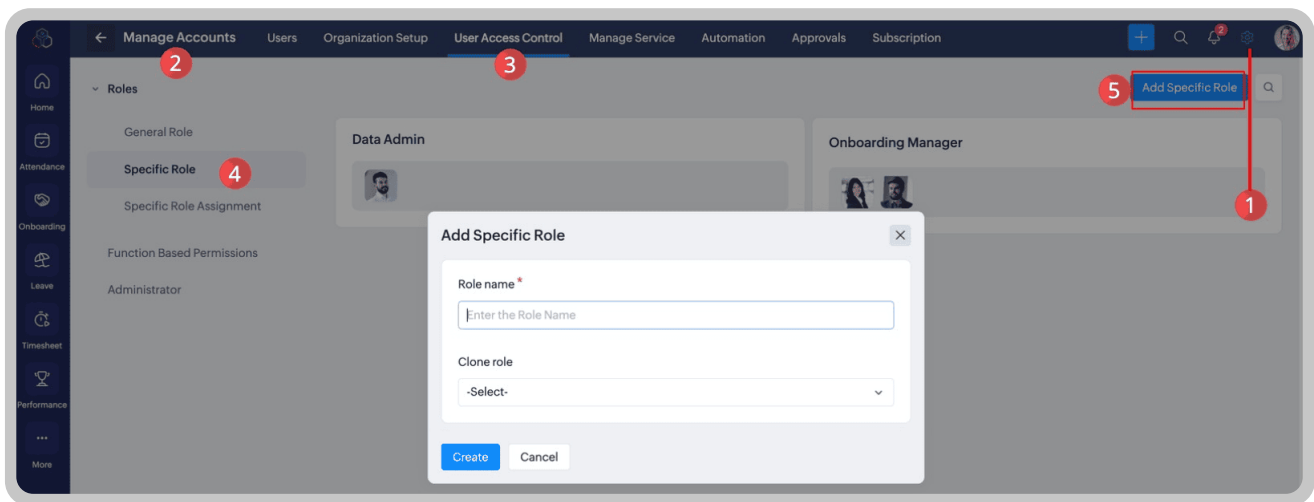 Manage Accounts
Users
Organization Setup
User Access Control
Manage Service
Automation
Approvals
Subscription
2
2
3
1
Home
Attendance
Onboarding
Leave
Timesheet
Performance
More
Roles
General Role
Specific Role
4
Specific Role Assignment
Function Based Permissions
Administrator
5
Add Specific Role
Data Admin
Onboarding Manager
Add Specific Role
Role name *
Enter the Role Name
Clone role
-Select-
Create
Cancel